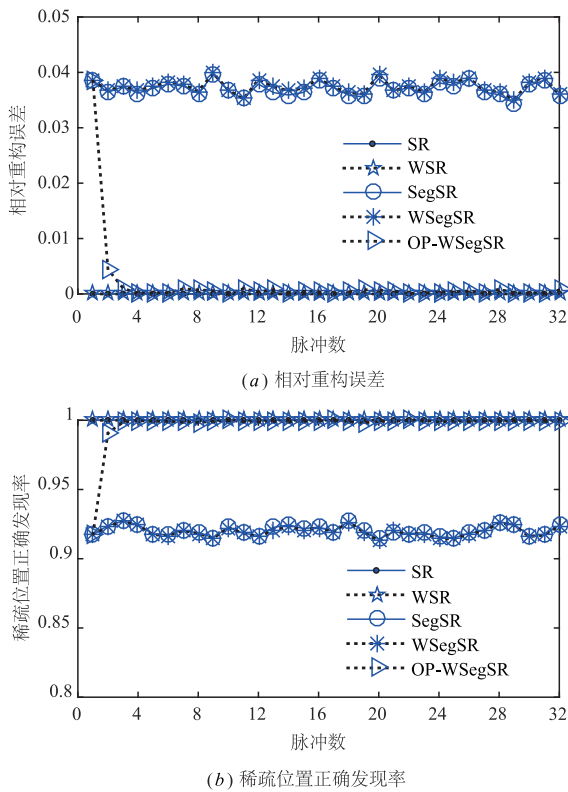 0.05
0.04
0.03
0.02
0.01
0
相对重构误差
SR
WSR
SegSR
WSegSR
OP-WSegSR
0 4 8 12 16 20 24 28 32
脉冲数
(a) 相对重构误差
1
0.95
0.9
0.85
0.8
稀疏位置正确发现率
SR
WSR
SegSR
WSegSR
OP-WSegSR
0 4 8 12 16 20 24 28 32
脉冲数
(b) 稀疏位置正确发现率